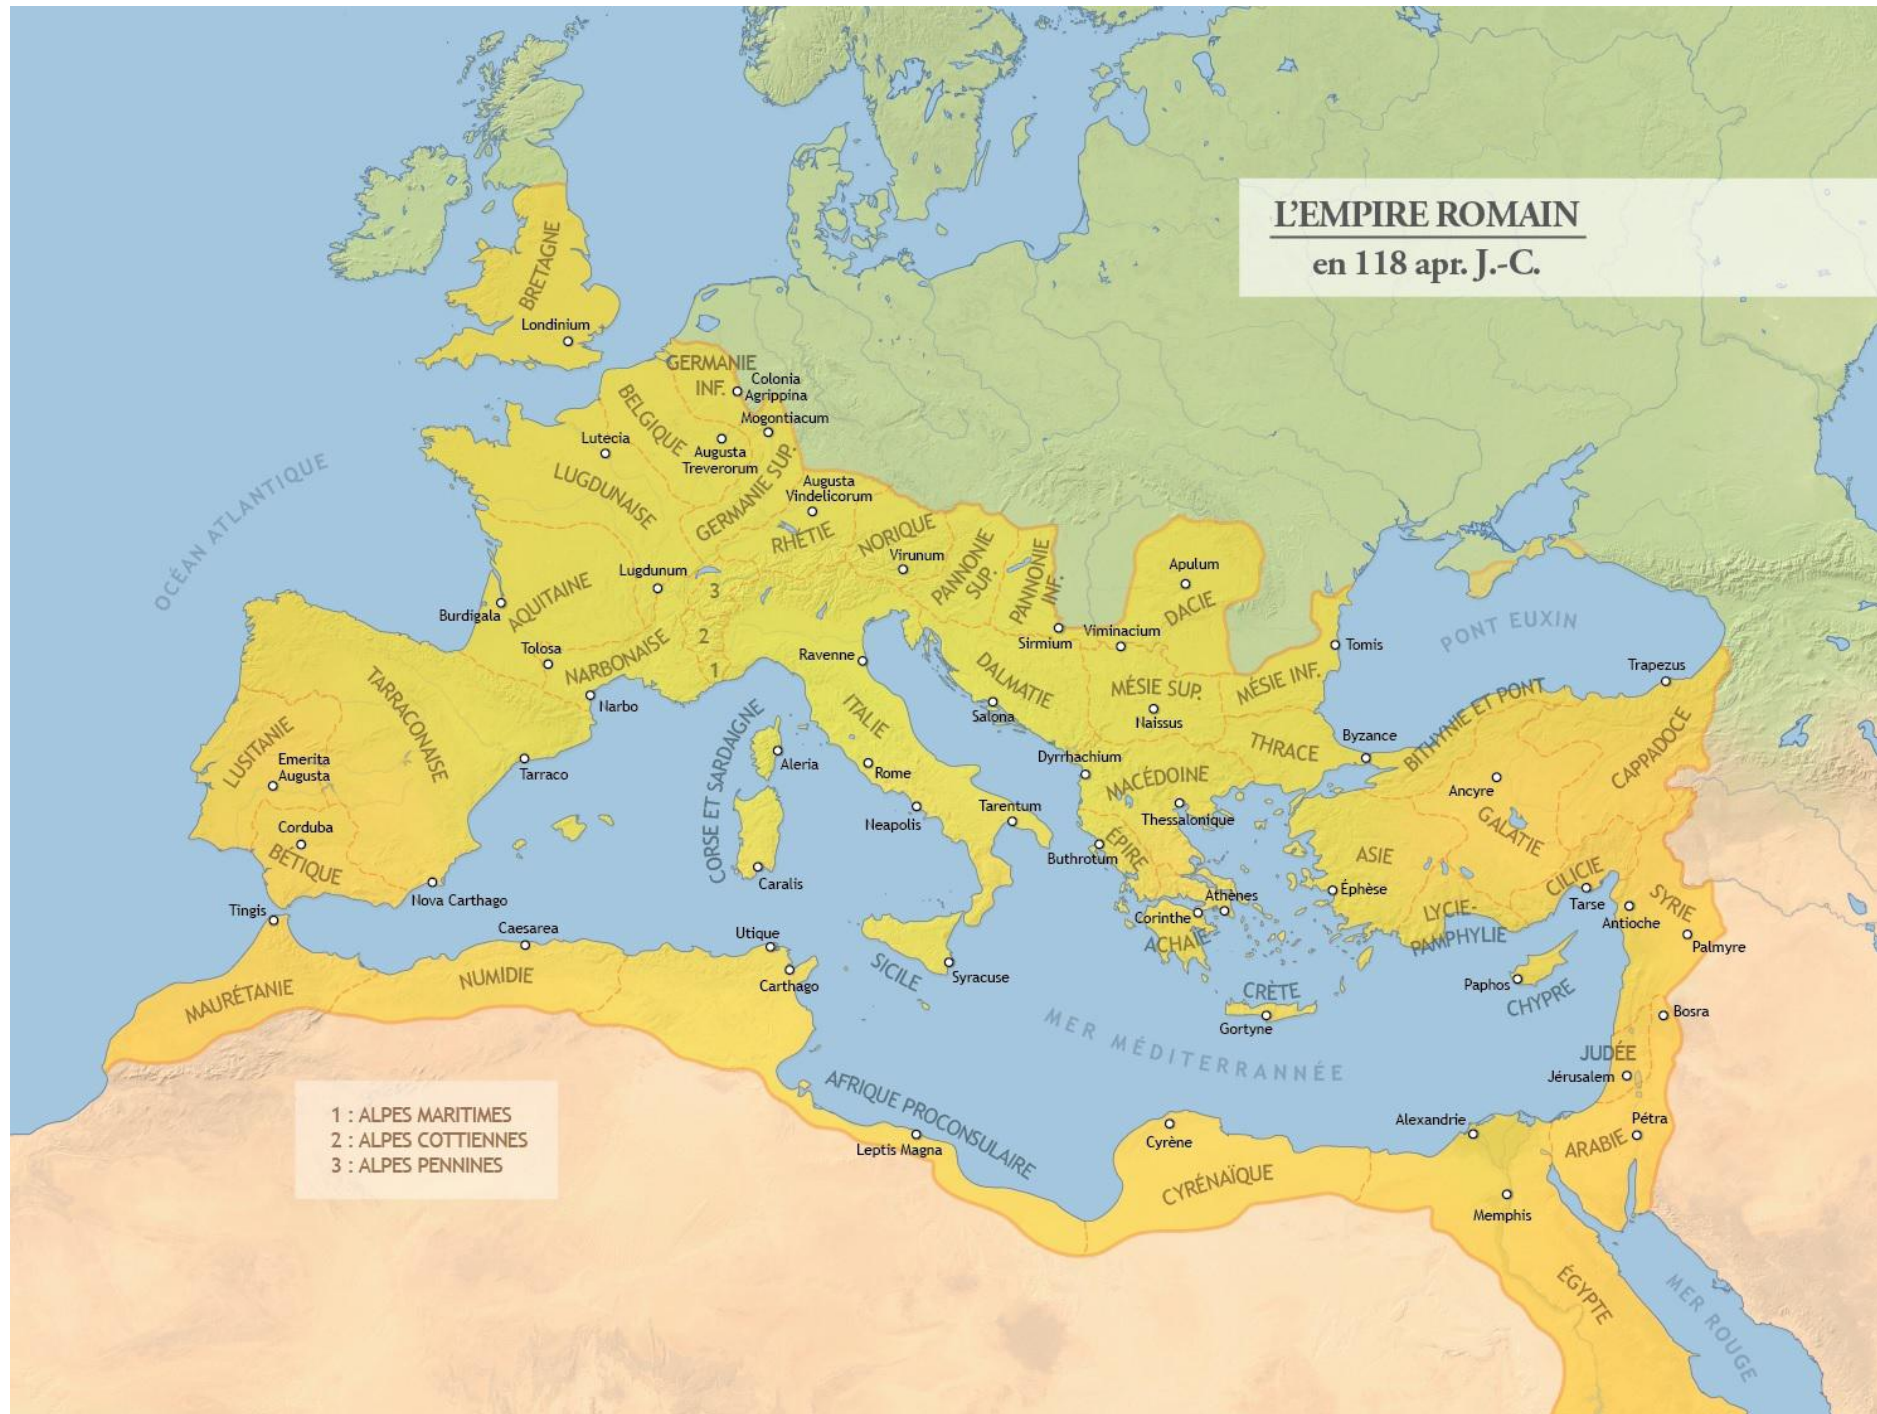 L'EMPIRE ROMAIN
en 118 apr. J.-C.
BRETAGNE
Londinium
GERMANIE
INF.
Colonia
Agrippina
BELGIQUE
Mogontiacum
Lutecia
Augusta
Treverorum
GERMANIE SUP.
LUGDUNAISE
Augusta
Vindelicorum
OCÉAN ATLANTIQUE
RHÉTIE
NORIQUE
Virunum
PANNONIE
SUP.
PANNONIE
INF.
Apulum
DACIE
Lugdunum
3
2
1
AQUITAINE
Burdigala
Tolosa
NARBONAISE
Narbo
Ravenne
Sirmium
Viminacium
Tomis
PONT EUXIN
Trapezus
TARRACONAISE
LUSITANIE
Emerita
Augusta
Tarraco
Corduba
BÉTIQUE
Nova Carthago
CORSE ET SARDAIGNE
Aleria
Caralis
ITALIE
Rome
Neapolis
Tarentum
DALMATIE
Salona
MÉSIE SUP.
Naissus
MÉSIE INF.
THRACE
Byzance
BITHYNIE ET PONT
CAPPADOCE
Dyrrhachium
MACÉDOINE
Thessalonique
ÉPIRE
Buthrotum
Ancyre
GALATIE
ASIE
Éphèse
CILICIE
Tarse
Antioche
SYRIE
Palmyre
LYCIE-
PAMPHYLIE
Athènes
Corinthe
ACHAÏE
Tingis
Caesarea
Utique
Carthago
MAURÉTANIE
NUMIDIE
SICILE
Syracuse
CRÈTE
Gortyne
Paphos
CHYPRE
Bosra
MER MÉDITERRANNÉE
JUDÉE
Jérusalem
AFRIQUE PROCONSULAIRE
Leptis Magna
Cyrène
CYRÉNAÏQUE
Alexandrie
Pétra
ARABIE
Memphis
ÉGYPTE
MER ROUGE
1 : ALPES MARITIMES
2 : ALPES COTTIENNES
3 : ALPES PENNINES